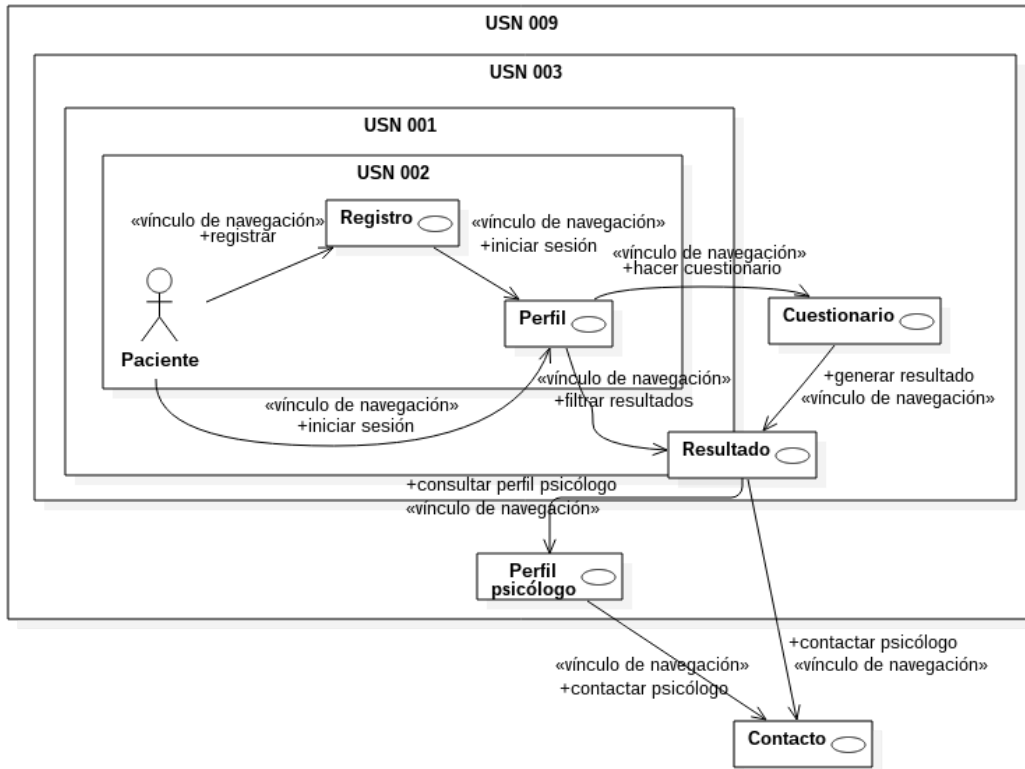 USN 009
USN 003
USN 001
USN 002
«vínculo de navegación»
+registrar
Registro
«vínculo de navegación»
+iniciar sesión
«vínculo de navegación»
+hacer cuestionario
Paciente
Perfil
Cuestionario
«vínculo de navegación»
+iniciar sesión
«vínculo de navegación»
+filtrar resultados
+generar resultado
«vínculo de navegación»
Resultado
+consultar perfil psicólogo
«vínculo de navegación»
Perfil
psicólogo
+contactar psicólogo
«vínculo de navegación»
«vínculo de navegación»
+contactar psicólogo
Contacto